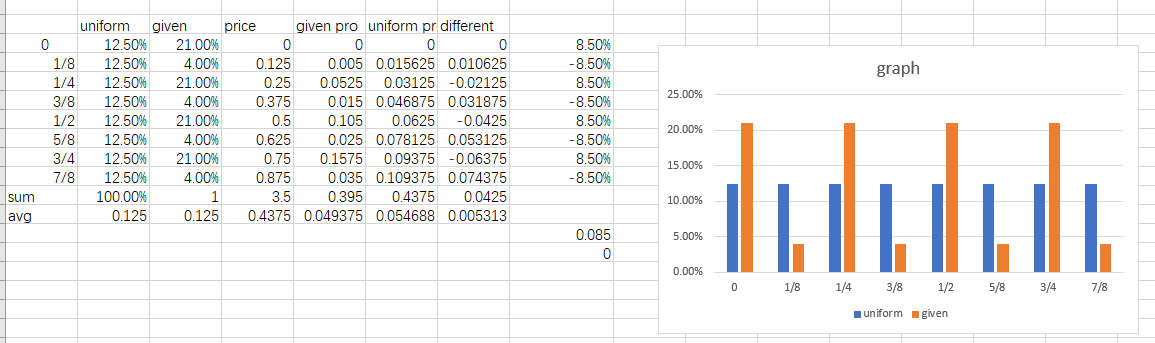 uniform given price given pro uniform pr different
0 12.50% 21.00% 0 0 0 0 8.50%
1/8 12.50% 4.00% 0.125 0.005 0.015625 0.010625 -8.50%
1/4 12.50% 21.00% 0.25 0.0525 0.03125 -0.02125 8.50%
3/8 12.50% 4.00% 0.375 0.015 0.046875 0.031875 -8.50%
1/2 12.50% 21.00% 0.5 0.105 0.0625 -0.0425 8.50%
5/8 12.50% 4.00% 0.625 0.025 0.078125 0.053125 -8.50%
3/4 12.50% 21.00% 0.75 0.1575 0.09375 -0.06375 8.50%
7/8 12.50% 4.00% 0.875 0.035 0.109375 0.074375 -8.50%
sum 100.00% 1 3.5 0.395 0.4375 0.0425
avg 0.125 0.125 0.4375 0.049375 0.054688 0.005313
0.085
0
graph
25.00%
20.00%
15.00%
10.00%
5.00%
0.00%
0 1/8 1/4 3/8 1/2 5/8 3/4 7/8
uniform given